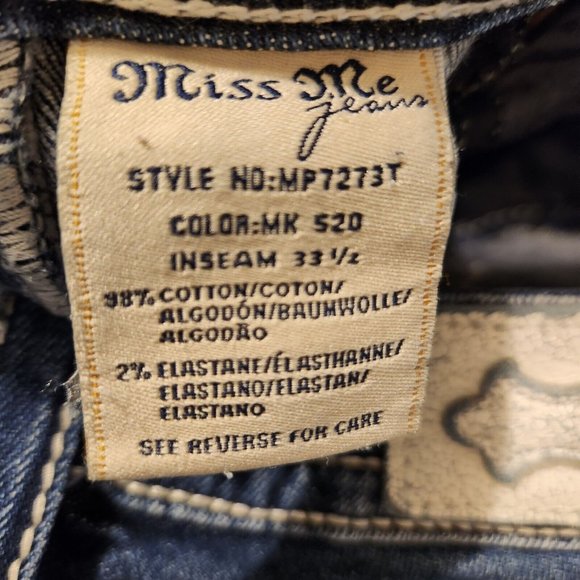 Miss Me
jeans
STYLE NO:MP7273T
COLOR:MK 520
INSEAM 33 1/2
98% COTTON/COTON/
ALGODÓN/BAUMWOLLE/
ALGODÃO
2% ELASTANE/ÉLASTHANNE/
ELASTANO/ELASTAN/
ELASTANO
SEE REVERSE FOR CARE